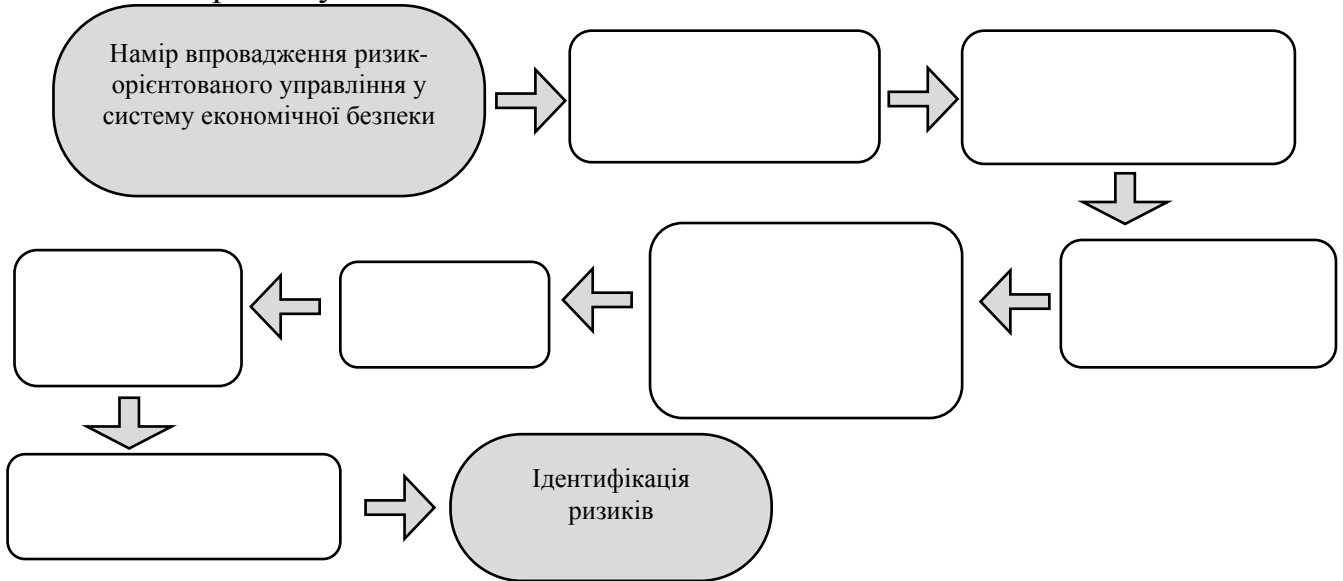 Намір впровадження ризик-
орієнтованого управління у
систему економічної безпеки
Ідентифікація
ризиків